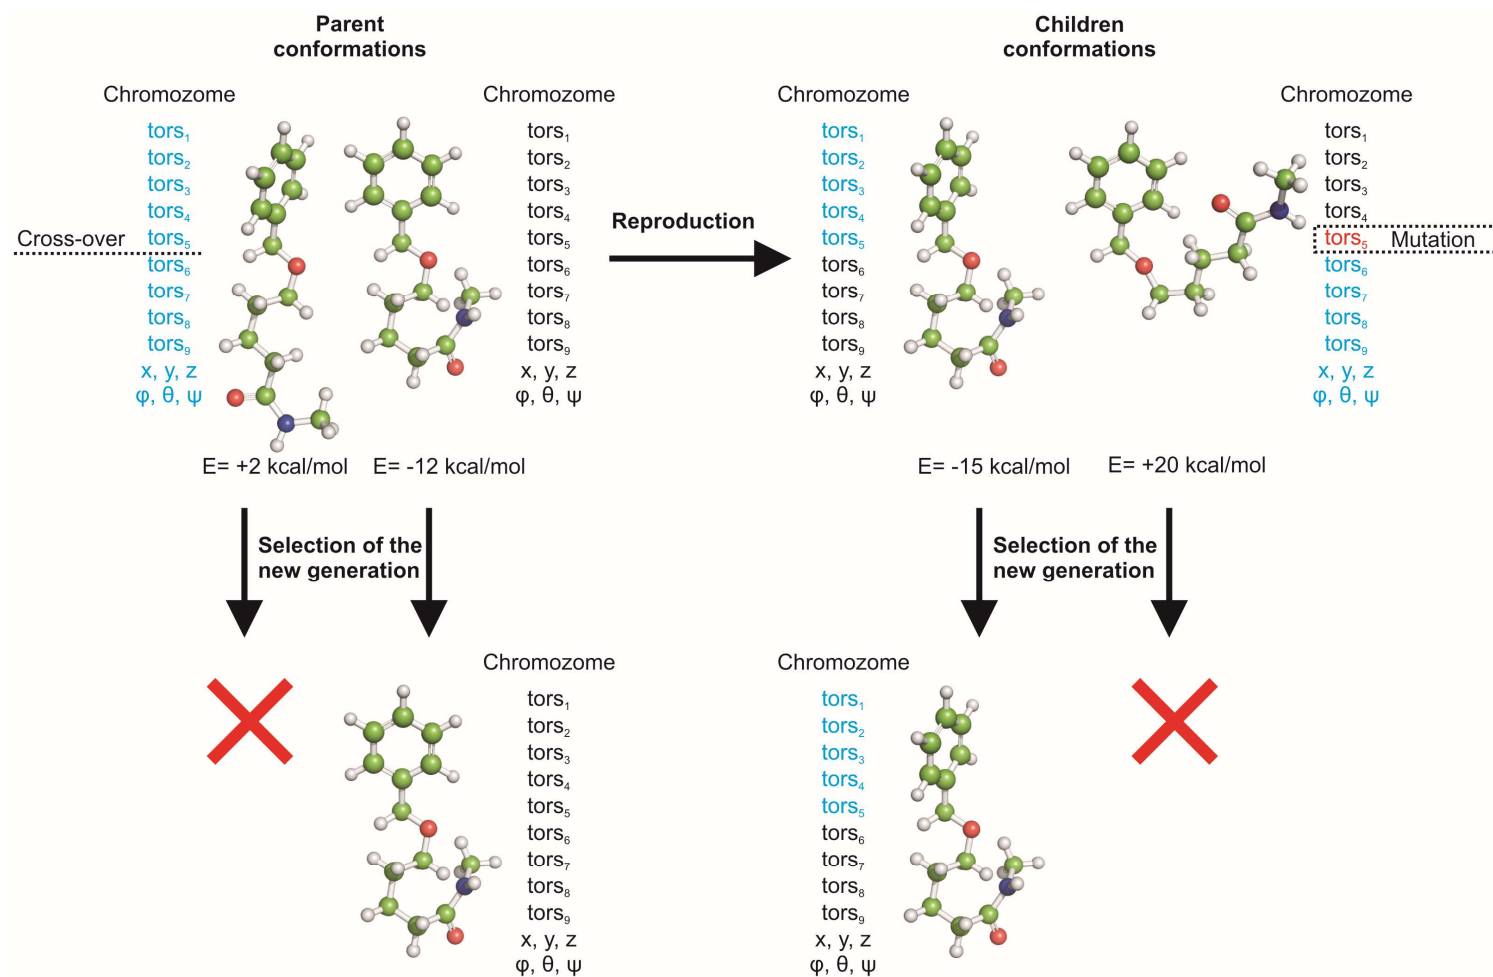 Parent
conformations
Children
conformations
Chromozome
tors1
tors2
tors3
tors4
tors5
tors6
tors7
tors8
tors9
x, y, z
φ, θ, ψ
Cross-over
Chromozome
tors1
tors2
tors3
tors4
tors5
tors6
tors7
tors8
tors9
x, y, z
φ, θ, ψ
Reproduction
Chromozome
tors1
tors2
tors3
tors4
tors5
tors6
tors7
tors8
tors9
x, y, z
φ, θ, ψ
Chromozome
tors1
tors2
tors3
tors4
tors5 Mutation
tors6
tors7
tors8
tors9
x, y, z
φ, θ, ψ
E= +2 kcal/mol
E= -12 kcal/mol
E= -15 kcal/mol
E= +20 kcal/mol
Selection of the
new generation
Selection of the
new generation
Chromozome
tors1
tors2
tors3
tors4
tors5
tors6
tors7
tors8
tors9
x, y, z
φ, θ, ψ
Chromozome
tors1
tors2
tors3
tors4
tors5
tors6
tors7
tors8
tors9
x, y, z
φ, θ, ψ